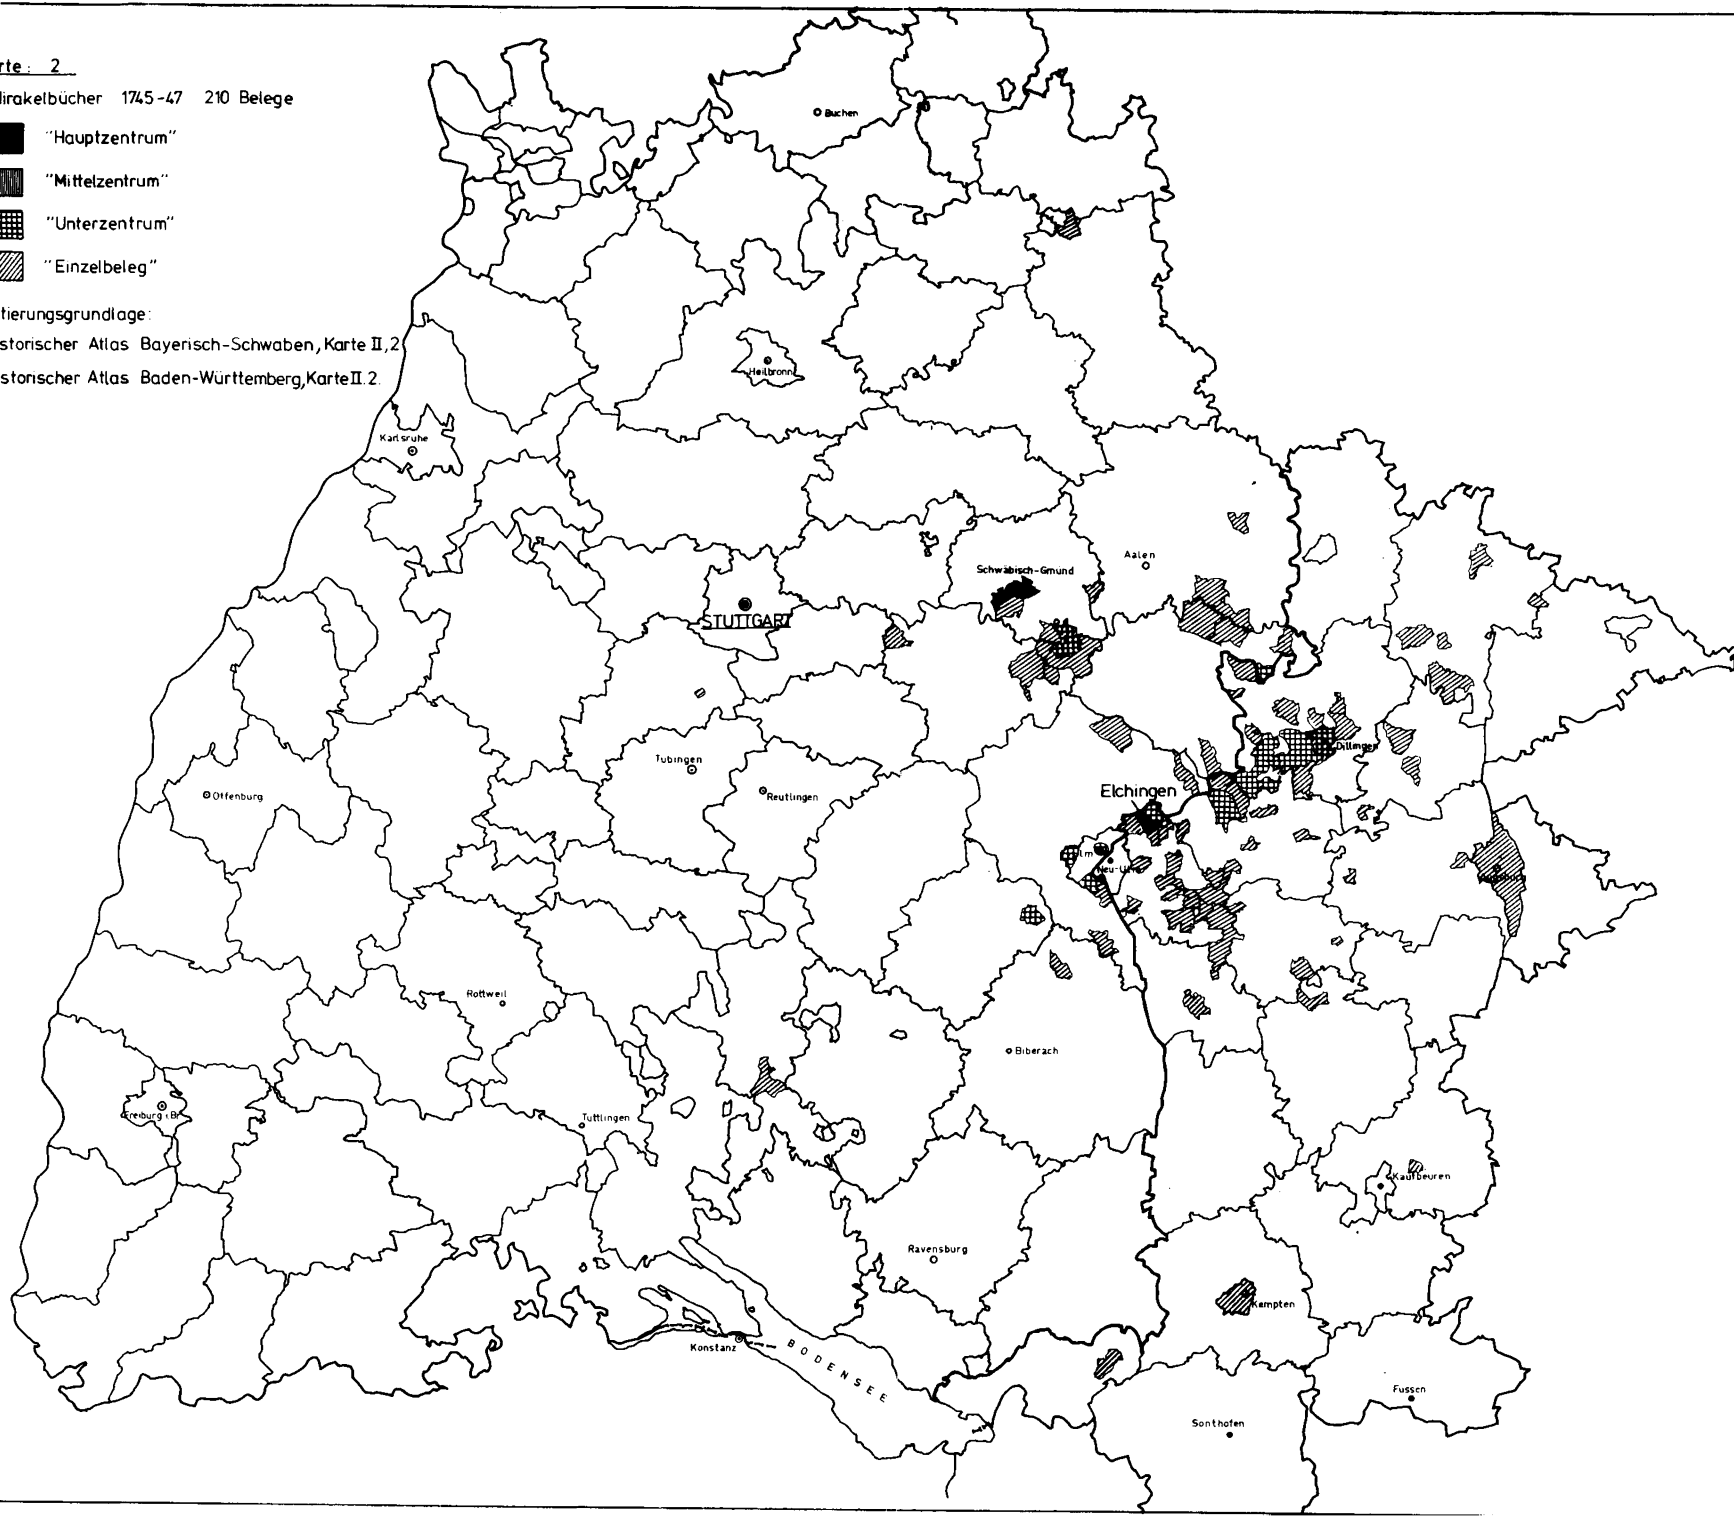 rte: 2
irakelbücher 1745-47 210 Belege
"Hauptzentrum"
"Mittelzentrum"
"Unterzentrum"
"Einzelbeleg"
tierungsgrundlage:
storischer Atlas Bayerisch-Schwaben, Karte II,2
storischer Atlas Baden-Württemberg, Karte II.2.
Buchen
Heilbronn
Karlsruhe
Aalen
Schwäbisch-Gmünd
STUTTGART
Dillingen
Tübingen
Elchingen
Offenburg
Reutlingen
lm
Neu-Ulm
Rottweil
Biberach
Freiburg i.Br.
Tuttlingen
Kaufbeuren
Ravensburg
Kempten
Konstanz
BODENSEE
Füssen
Sonthofen